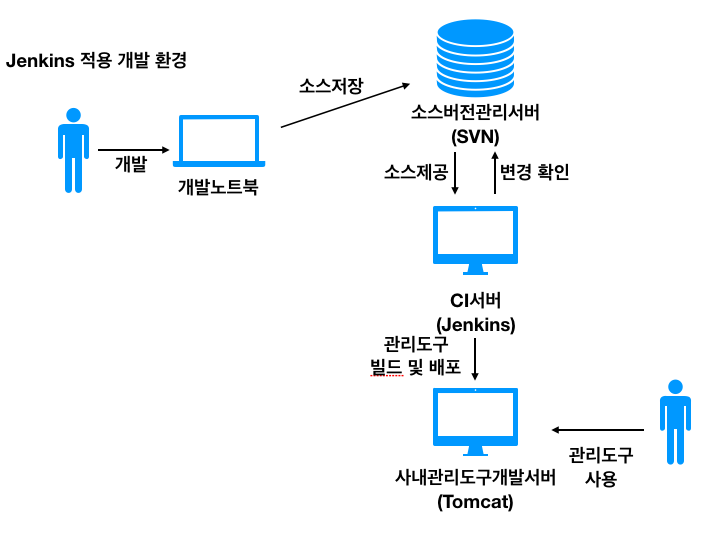 Jenkins 적용 개발 환경
소스저장
소스버전관리서버
(SVN)
개발
개발노트북
소스제공
변경 확인
CI서버
(Jenkins)
관리도구
빌드 및 배포
사내관리도구개발서버
(Tomcat)
관리도구
사용